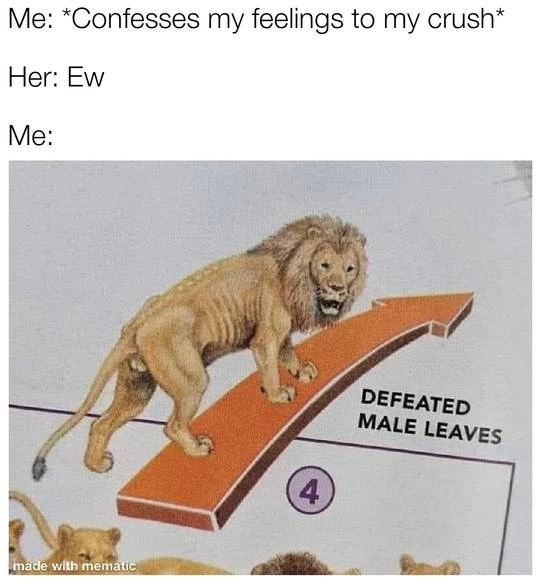 Me: *Confesses my feelings to my crush*
Her: Ew
Me:
DEFEATED
MALE LEAVES
4
made with mematic